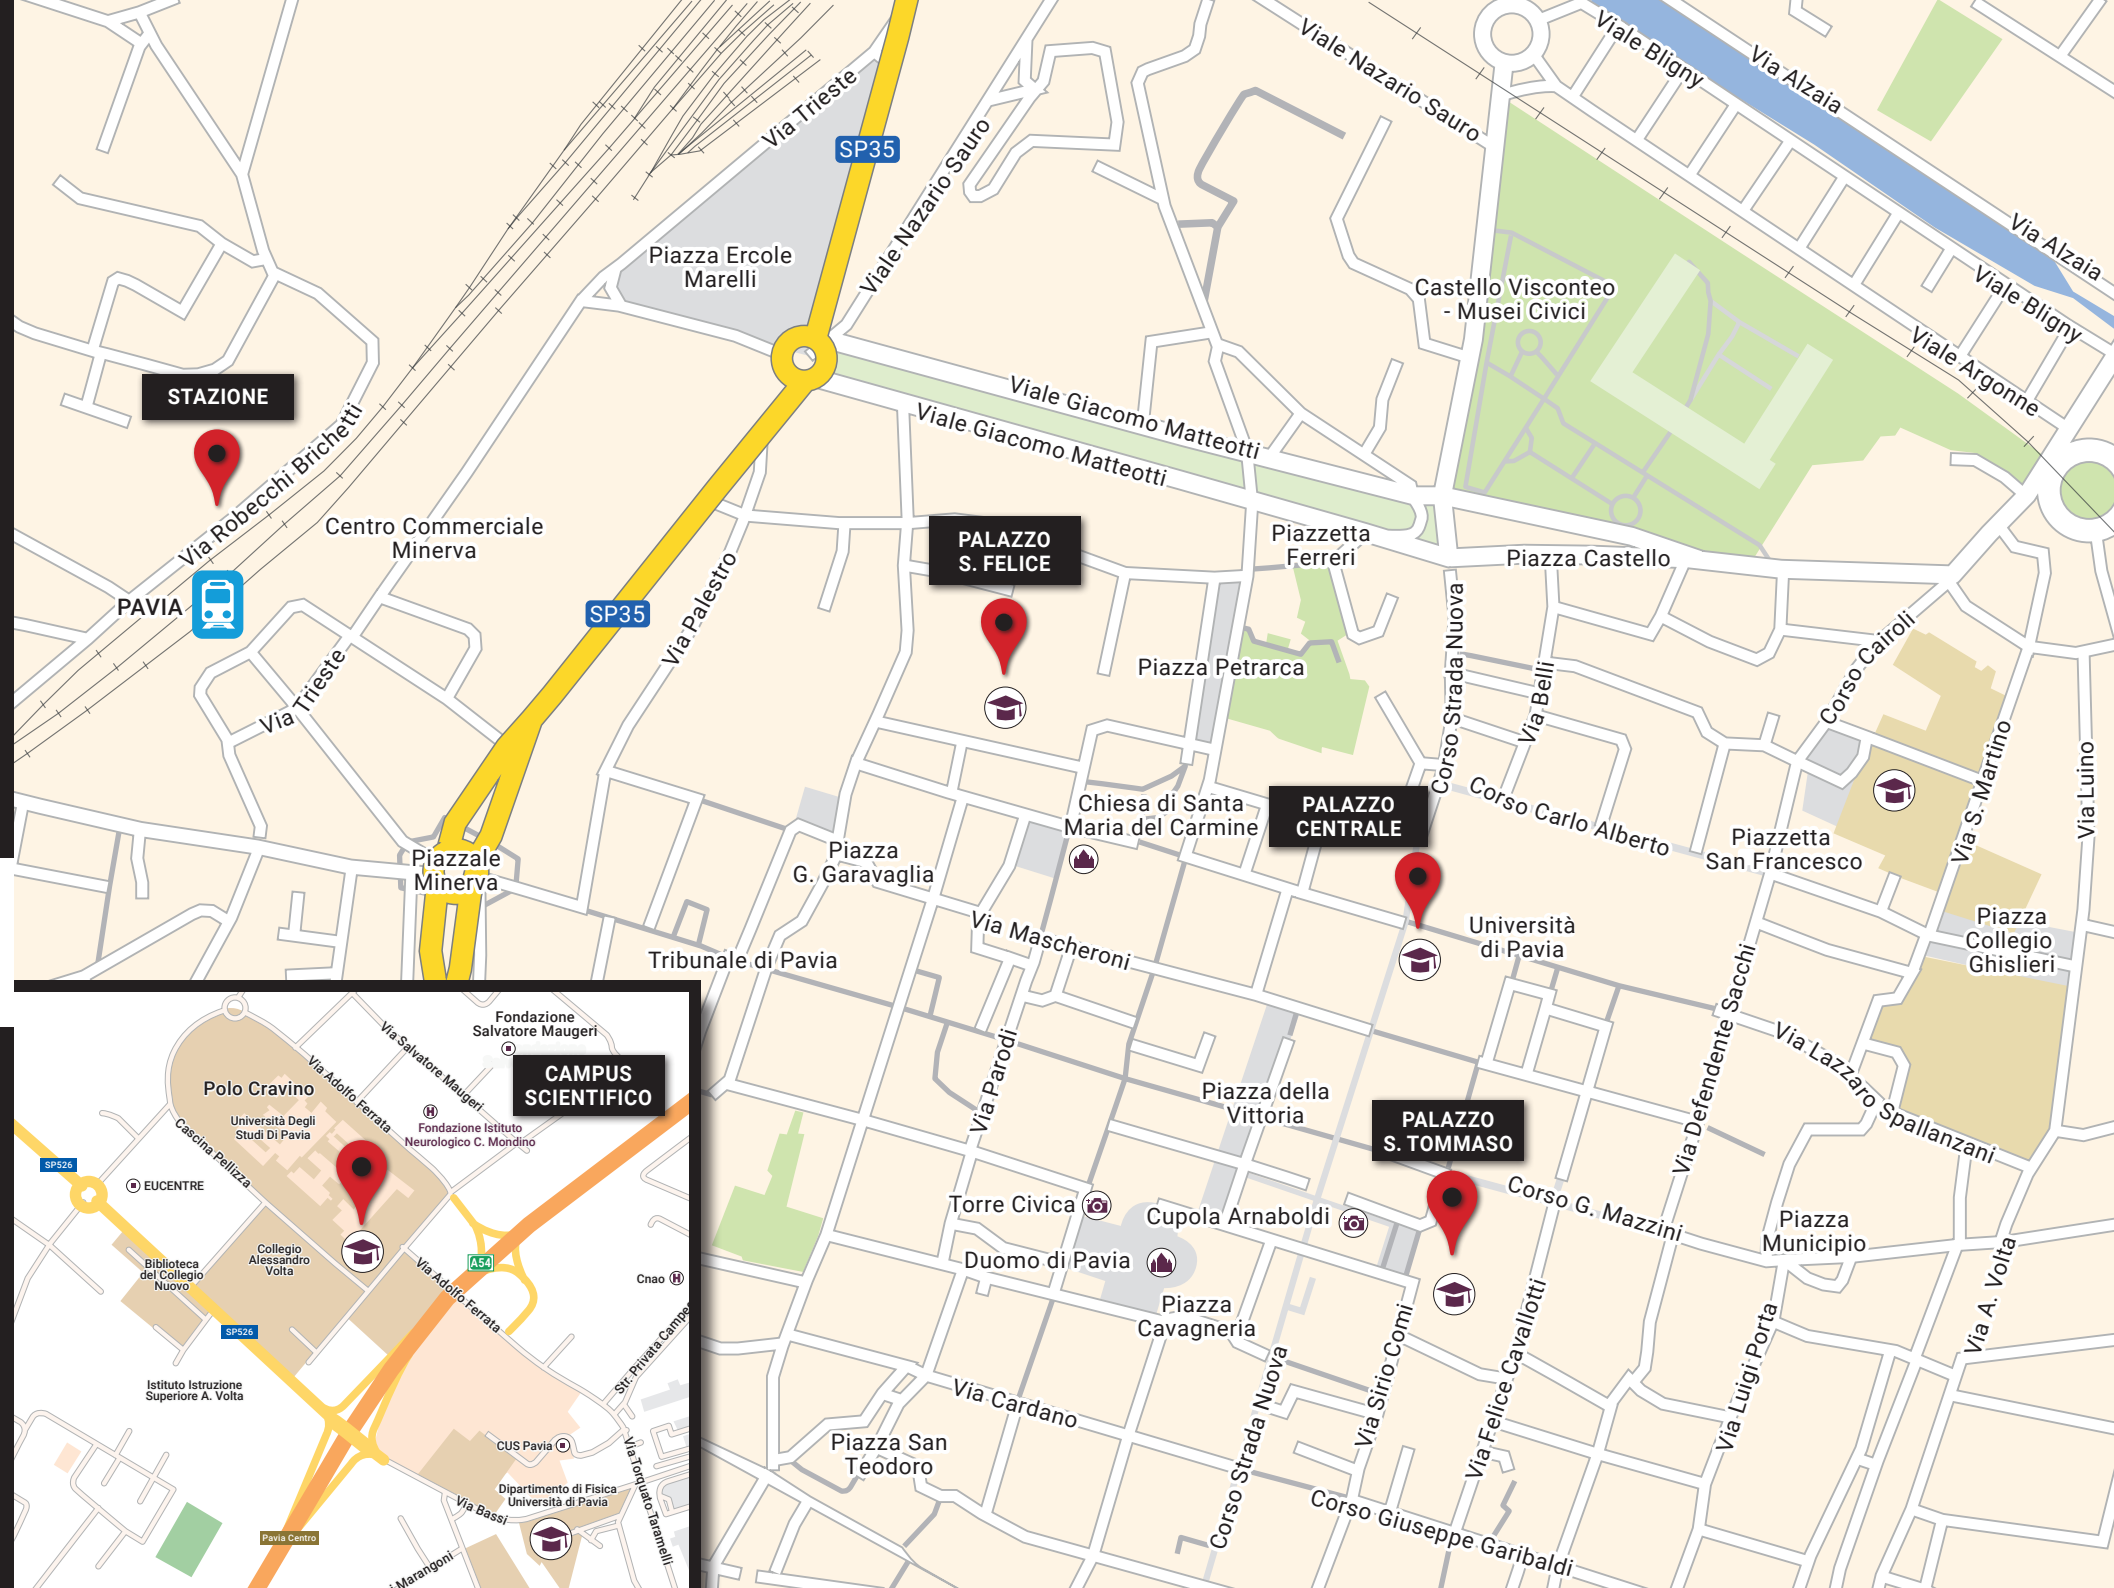 Via Trieste
SP35
Viale Nazario Sauro
Viale Nazario Sauro
Viale Bligny
Via Alzaia
Via Alzaia
Viale Bligny
Viale Argonne
Piazza Ercole
Marelli
Castello Visconteo
- Musei Civici
STAZIONE
Via Robecchi Brichetti
Viale Giacomo Matteotti
Viale Giacomo Matteotti
Centro Commerciale
Minerva
PALAZZO
S. FELICE
Piazzetta
Ferreri
Piazza Castello
PAVIA
SP35
Via Palestro
Via Trieste
Piazza Petrarca
Corso Strada Nuova
Via Belli
Corso Cairoli
Via S. Martino
Via Luino
Chiesa di Santa
Maria del Carmine
PALAZZO
CENTRALE
Corso Carlo Alberto
Piazzetta
San Francesco
Piazzale
Minerva
Piazza
G. Garavaglia
Via Mascheroni
Università
di Pavia
Piazza
Collegio
Ghislieri
Tribunale di Pavia
Via Defendente Sacchi
Via Lazzaro Spallanzani
Via Parodi
Piazza della
Vittoria
PALAZZO
S. TOMMASO
Torre Civica
Cupola Arnaboldi
Corso G. Mazzini
Piazza
Municipio
Duomo di Pavia
Piazza
Cavagneria
Via A. Volta
Via Luigi Porta
Via Felice Cavallotti
Via Sirio Comi
Corso Strada Nuova
Via Cardano
Piazza San
Teodoro
Corso Giuseppe Garibaldi
Fondazione
Salvatore Maugeri
CAMPUS
SCIENTIFICO
Via Salvatore Maugeri
Via Adolfo Ferrata
Polo Cravino
Università Degli
Studi Di Pavia
H
Fondazione Istituto
Neurologico C. Mondino
Cascina Pellizza
SP526
EUCENTRE
Collegio
Alessandro
Volta
Biblioteca
del Collegio
Nuovo
A54
Via Adolfo Ferrata
Cnao H
SP526
Str. Privata Campe
Istituto Istruzione
Superiore A. Volta
CUS Pavia
Via Torquato Taramelli
Dipartimento di Fisica
Università di Pavia
Via Bassi
Pavia Centro
i Marangoni